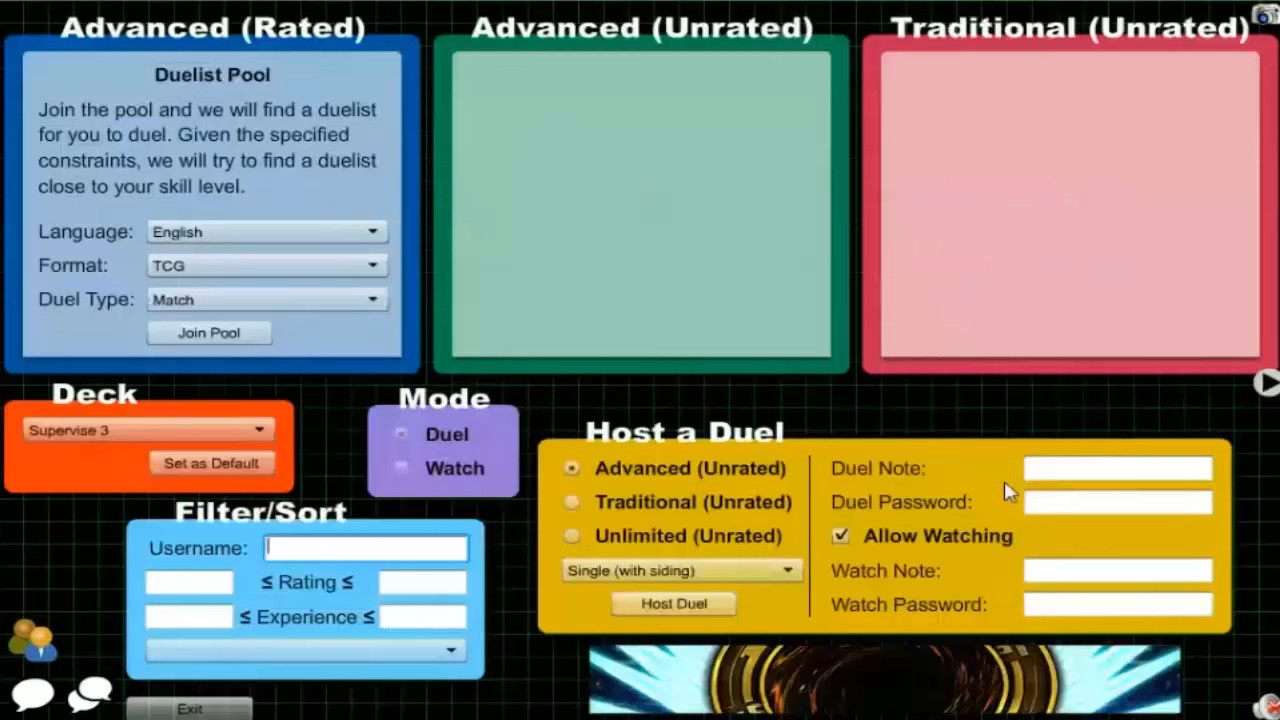 Advanced (Rated)
Duelist Pool
Join the pool and we will find a duelist
for you to duel. Given the specified
constraints, we will try to find a duelist
close to your skill level.
Language: English
Format: TCG
Duel Type: Match
Join Pool
Advanced (Unrated)
Traditional (Unrated)
Deck
Supervise 3
Set as Default
Mode
Duel
Watch
Filter/Sort
Username:
≤ Rating ≤
≤ Experience ≤
Exit
Host a Duel
Advanced (Unrated)
Traditional (Unrated)
Unlimited (Unrated)
Single (with siding)
Host Duel
Duel Note:
Duel Password:
Allow Watching
Watch Note:
Watch Password: